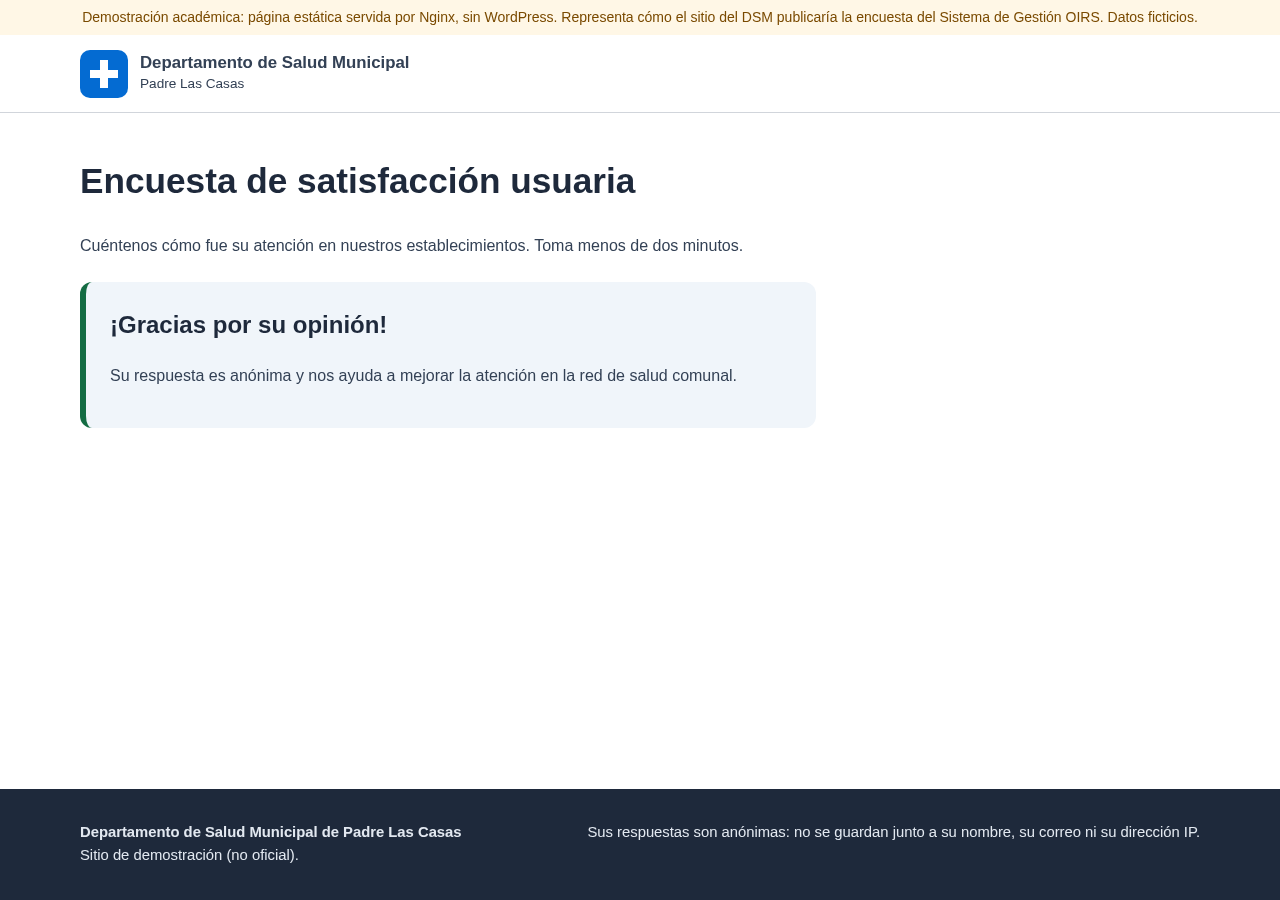 Demostración académica: página estática servida por Nginx, sin WordPress. Representa cómo el sitio del DSM publicaría la encuesta del Sistema de Gestión OIRS. Datos ficticios.
Departamento de Salud Municipal
Padre Las Casas
Encuesta de satisfacción usuaria
Cuéntenos cómo fue su atención en nuestros establecimientos. Toma menos de dos minutos.
¡Gracias por su opinión!
Su respuesta es anónima y nos ayuda a mejorar la atención en la red de salud comunal.
Departamento de Salud Municipal de Padre Las Casas
Sitio de demostración (no oficial).
Sus respuestas son anónimas: no se guardan junto a su nombre, su correo ni su dirección IP.